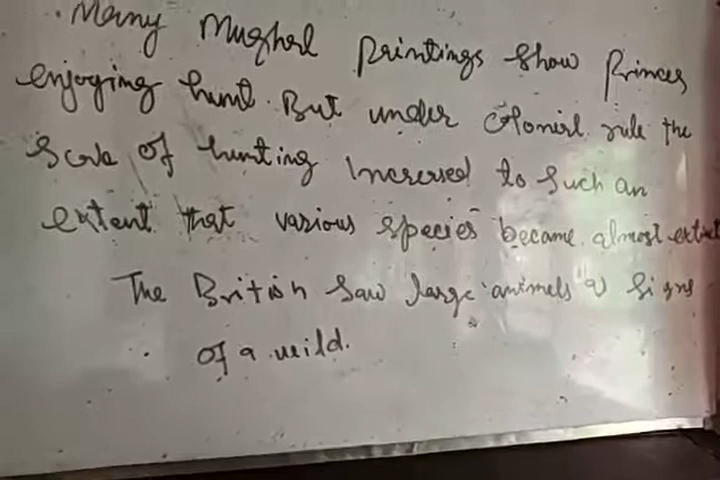 Many Mughal paintings show Princes
enjoying hunt. But under Colonial rule the
Scale of hunting Increased to such an
extent that various species became almost extinct
The British saw large animals as signs
of a wild.